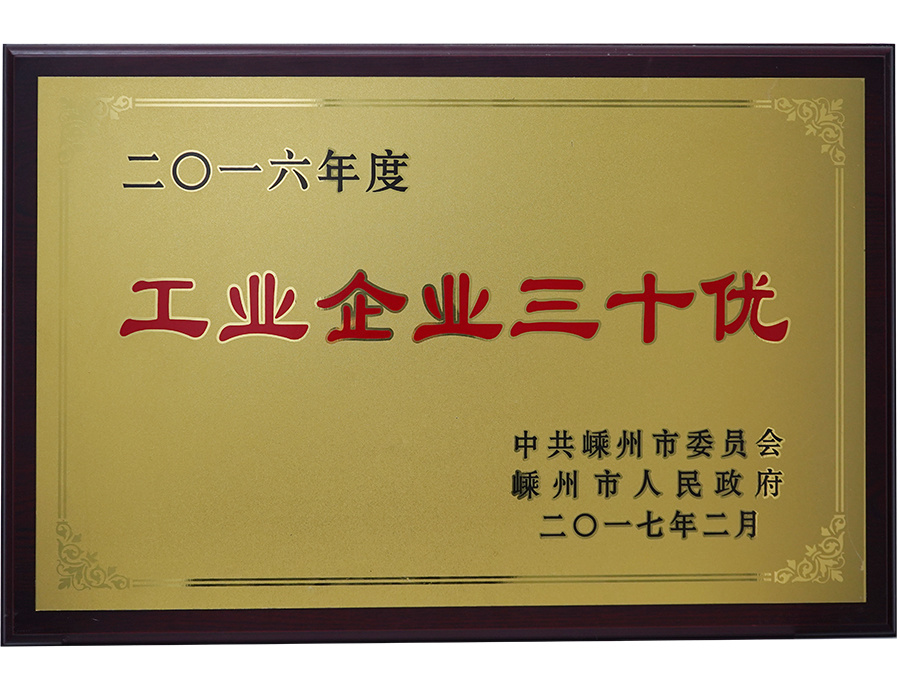 二〇一六年度
工业企业三十优
中共嵊州市委员会
嵊州市人民政府
二〇一七年二月